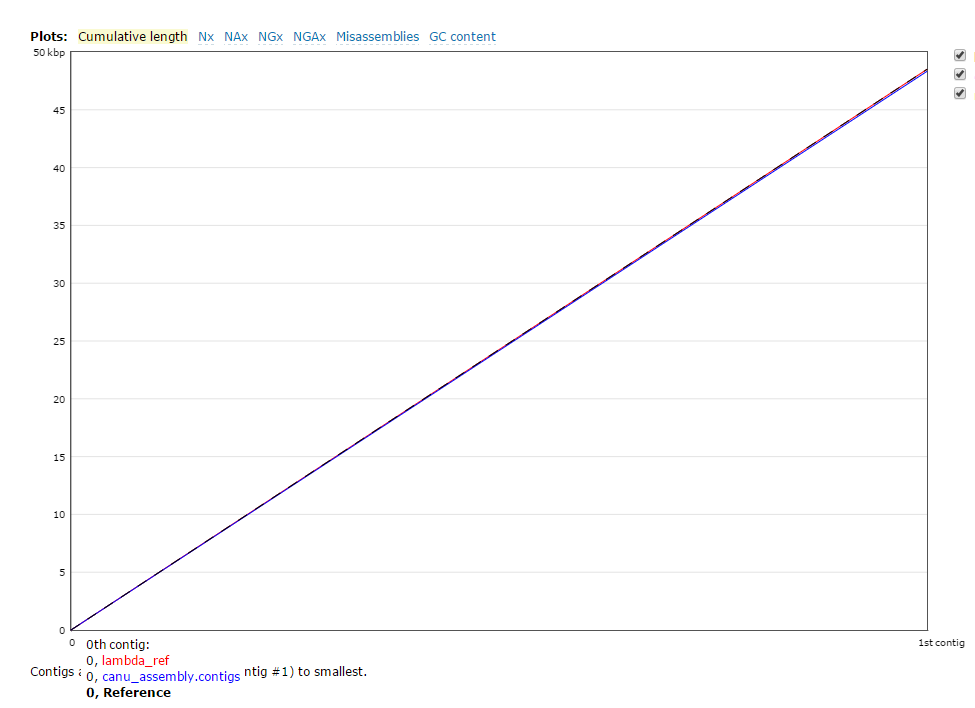 Plots: Cumulative length Nx NAx NGx NGAx Misassemblies GC content
50 kbp
45
40
35
30
25
20
15
10
5
0
0 1st contig
0th contig:
0, lambda_ref
Contigs ntig #1) to smallest.
0, canu_assembly.contigs
0, Reference